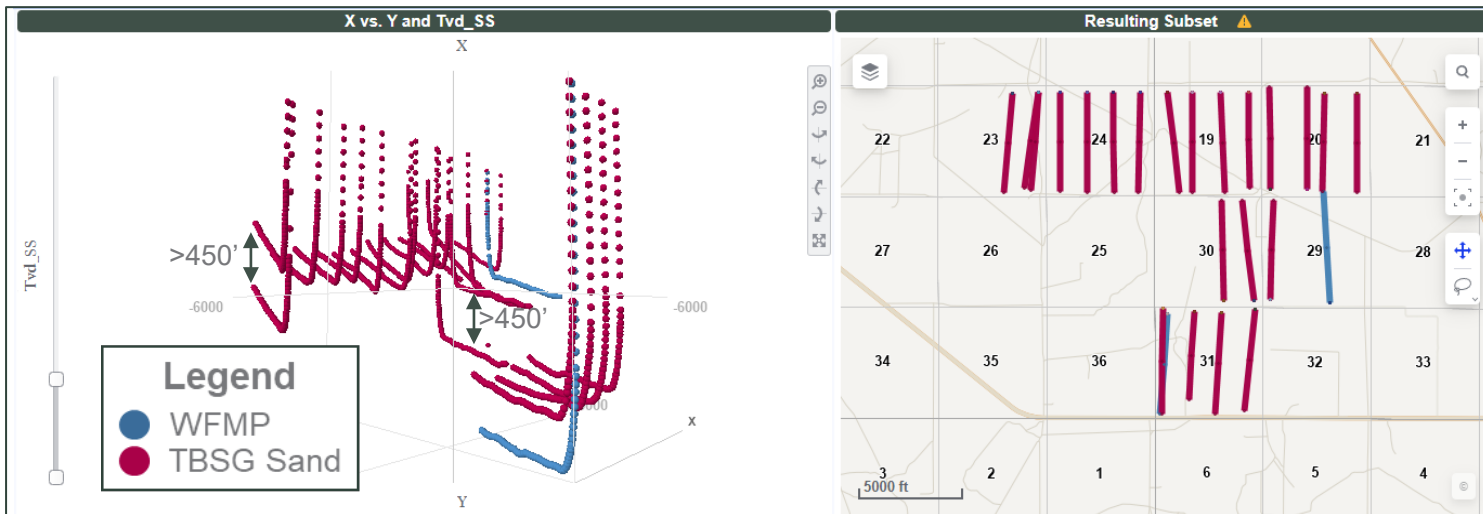 X vs. Y and Tvd_SS
Resulting Subset
X
Tvd_SS
>450'
>450'
-6000
-6000
X
Y
Legend
WFMP
TBSG Sand
22 23 24 19 20 21
27 26 25 30 29 28
34 35 36 31 32 33
3 2 1 6 5 4
5000 ft
©